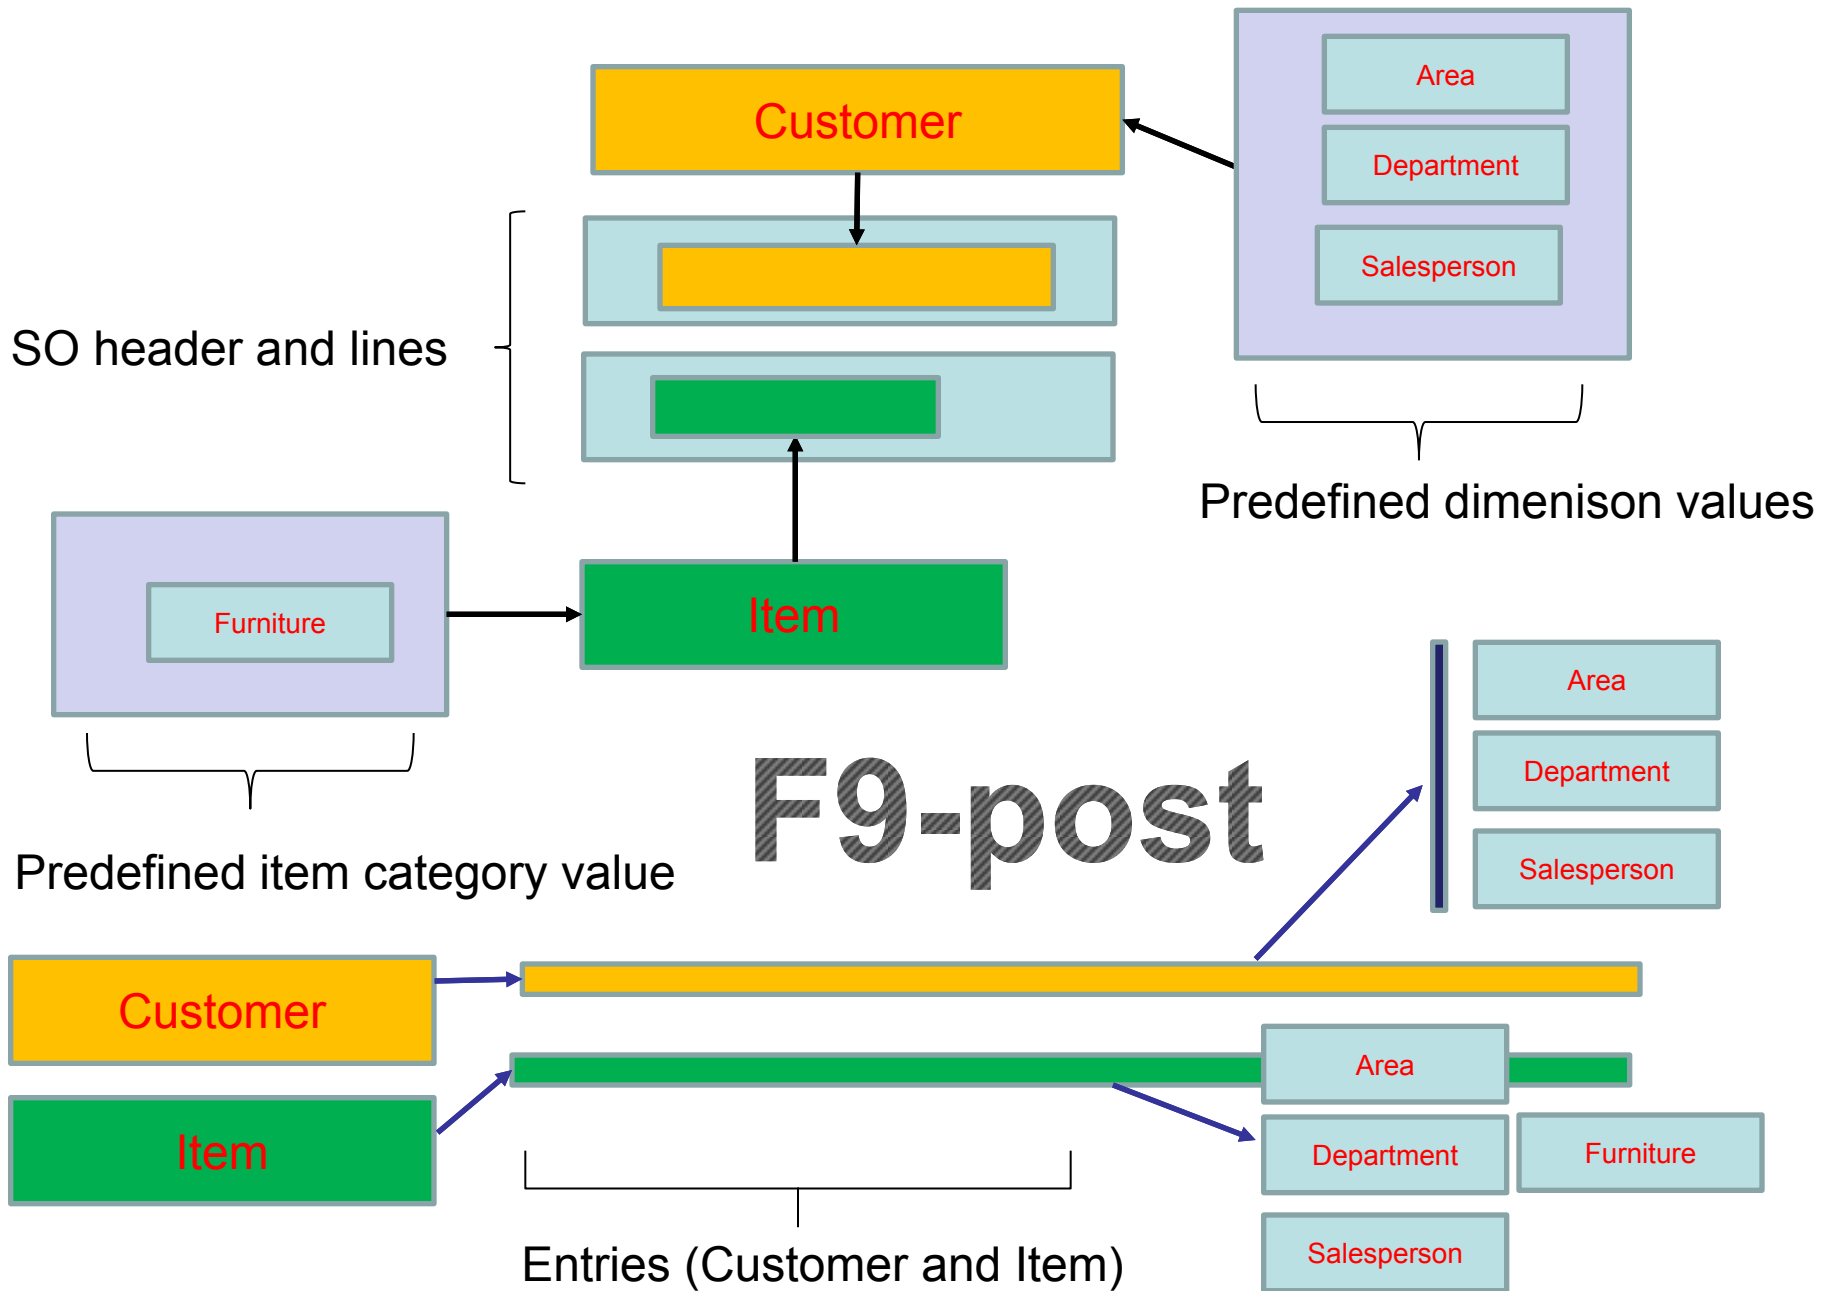 Area
Customer
Department
Salesperson
SO header and lines
Predefined dimenison values
Furniture
Item
Area
F9-post
Department
Predefined item category value
Salesperson
Customer
Area
Item
Department
Furniture
Entries (Customer and Item)
Salesperson